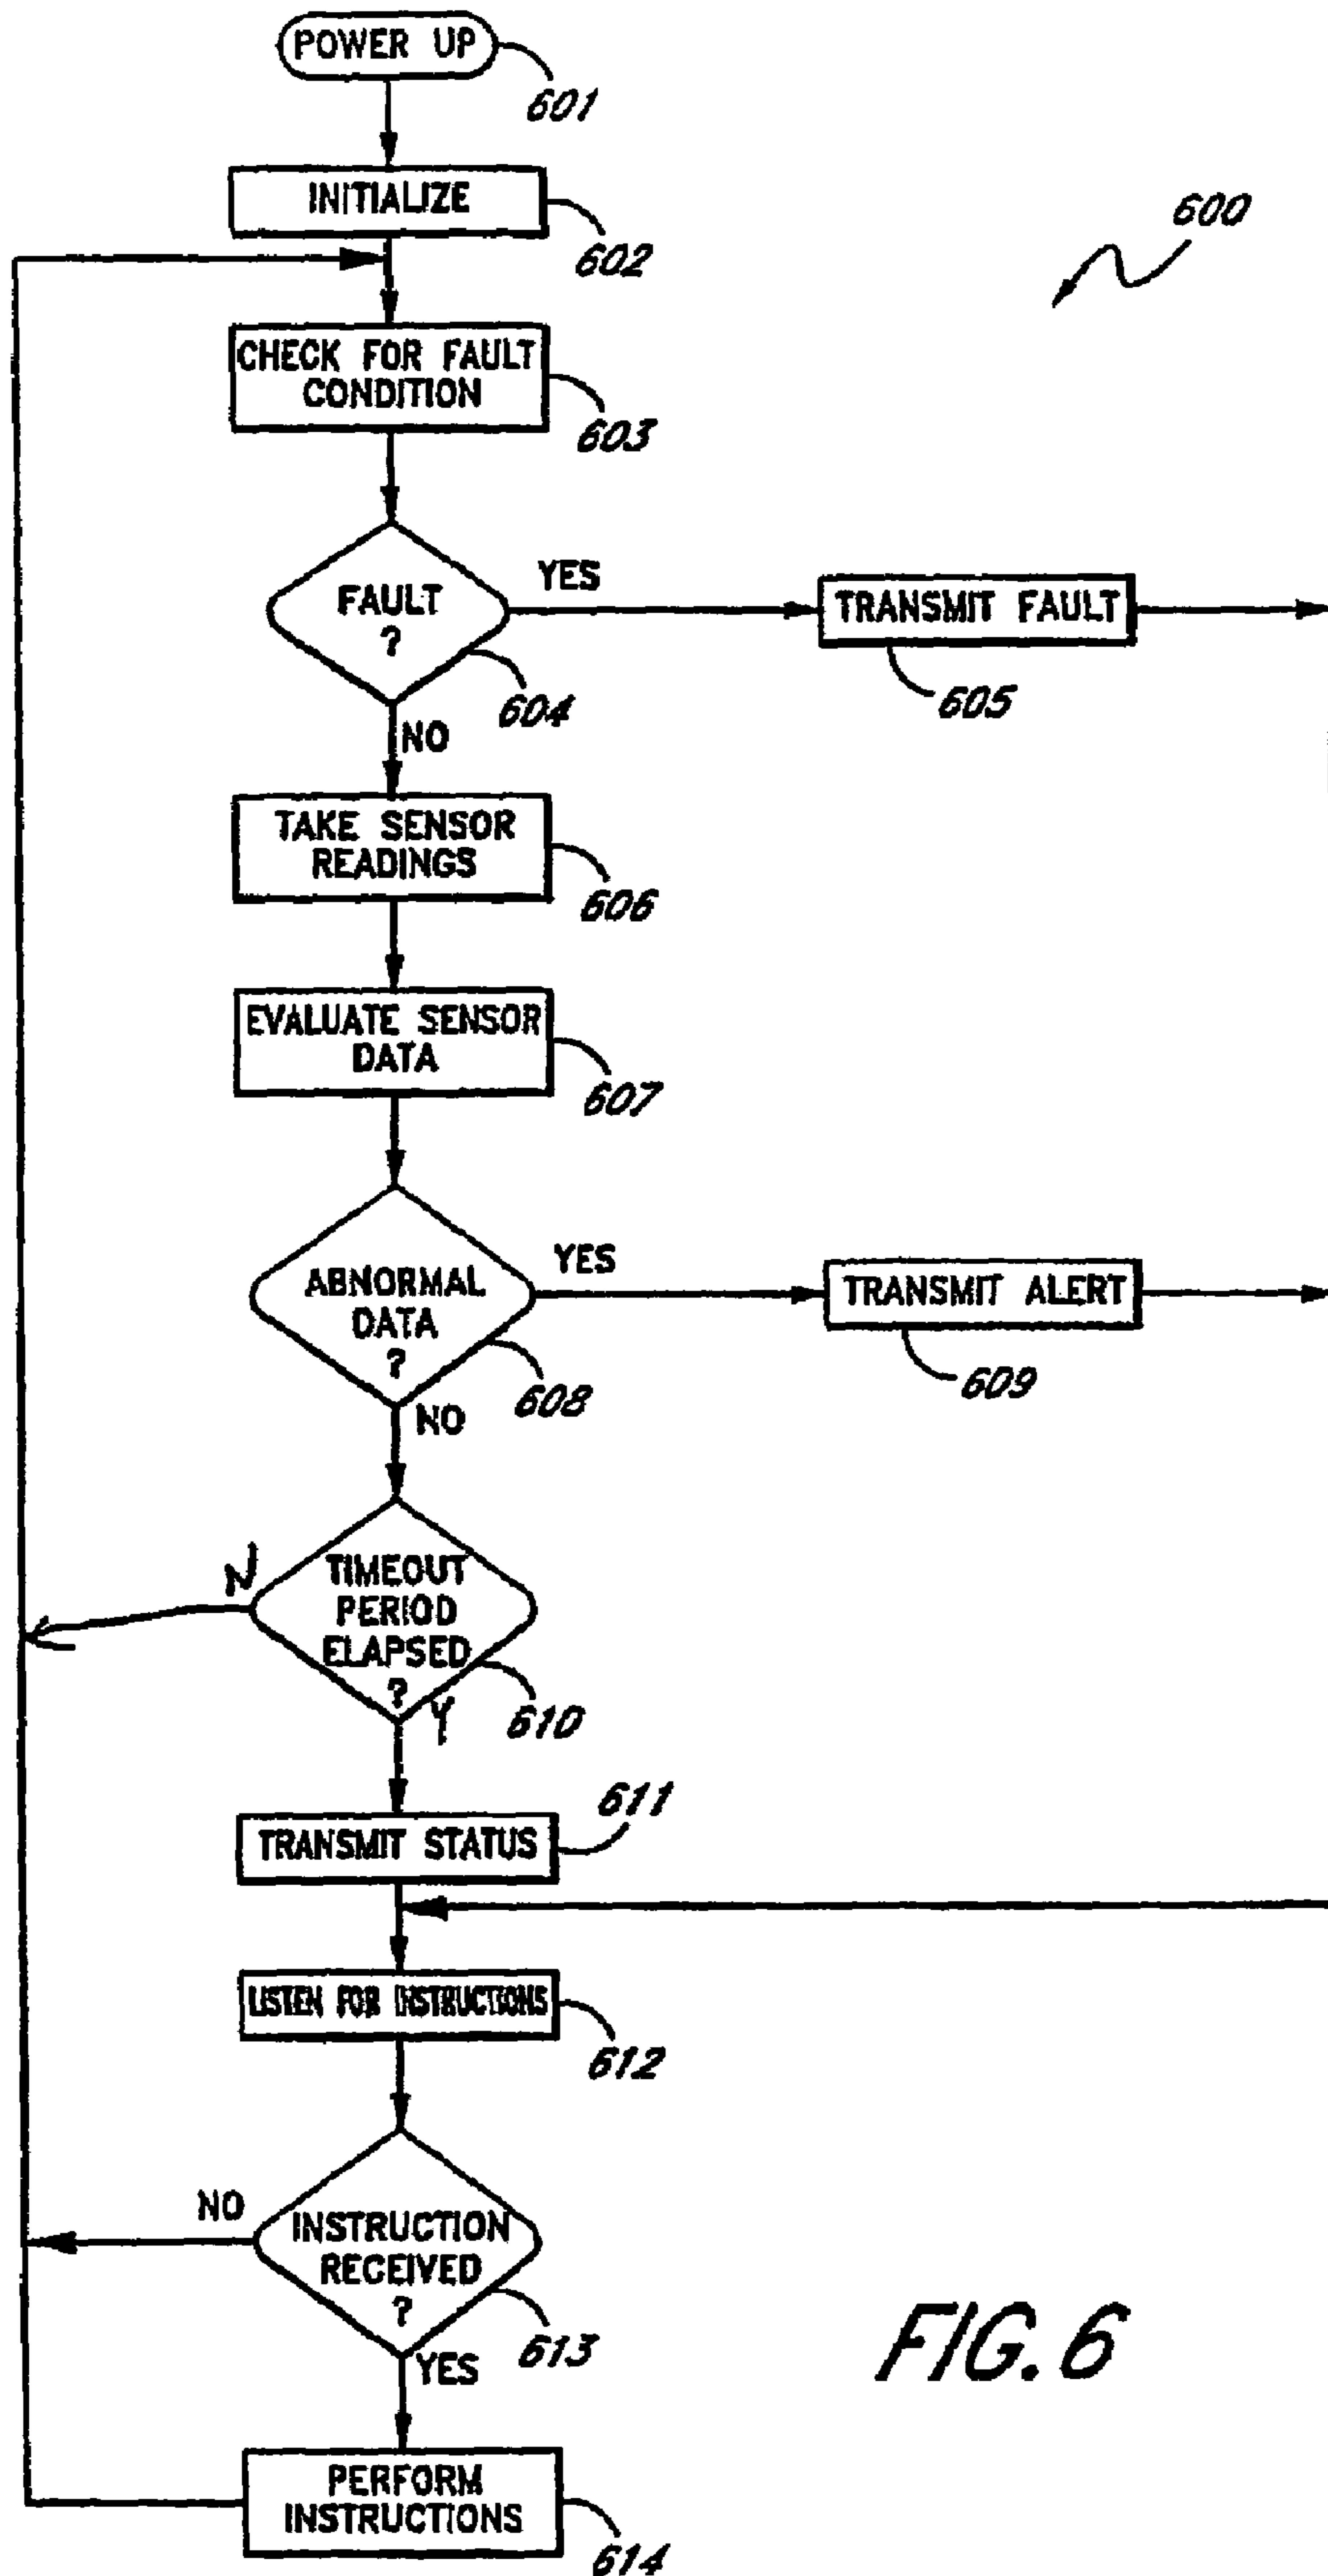 POWER UP
601
INITIALIZE
602
600
CHECK FOR FAULT
CONDITION
603
FAULT
?
604
YES
TRANSMIT FAULT
605
NO
TAKE SENSOR
READINGS
606
EVALUATE SENSOR
DATA
607
ABNORMAL
DATA
?
608
YES
TRANSMIT ALERT
609
NO
N
TIMEOUT
PERIOD
ELAPSED
?
Y
610
TRANSMIT STATUS
611
LISTEN FOR INSTRUCTIONS
612
NO
INSTRUCTION
RECEIVED
?
613
YES
PERFORM
INSTRUCTIONS
614
FIG. 6